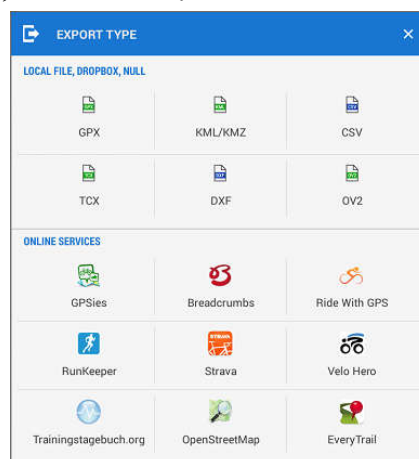 EXPORT TYPE
LOCAL FILE, DROPBOX, NULL
GPX KML/KMZ CSV
TCX DXF OV2
ONLINE SERVICES
GPSies Breadcrumbs Ride With GPS
STRAVA
RunKeeper Strava Velo Hero
Trainingstagebuch.org OpenStreetMap EveryTrail